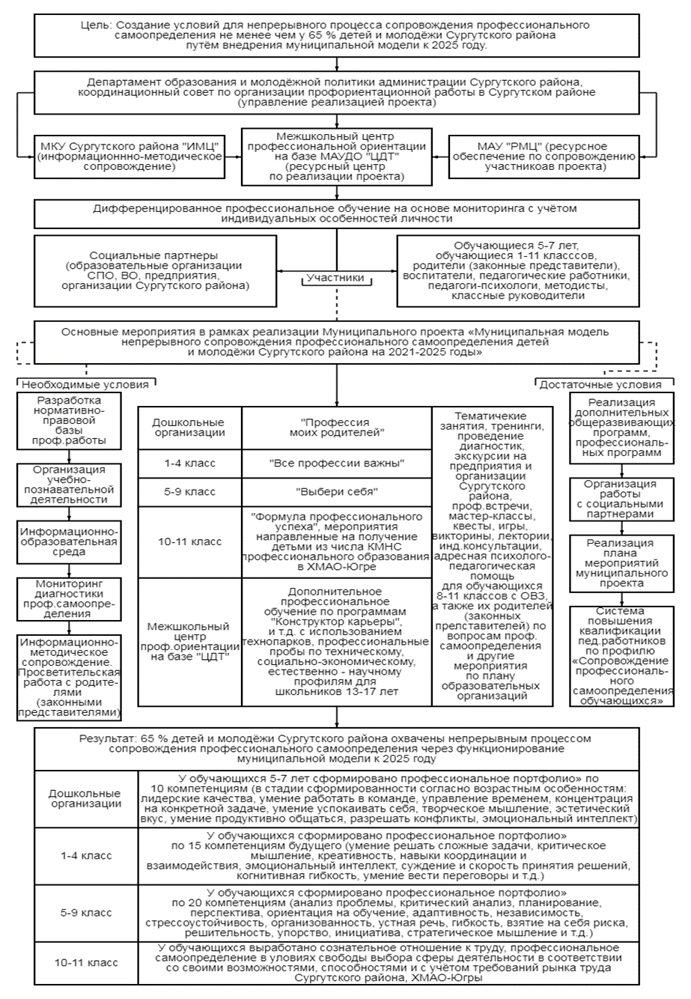 Цель: Создание условий для непрерывного процесса сопровождения профессионального
самоопределения не менее чем у 65 % детей и молодёжи Сургутского района
путём внедрения муниципальной модели к 2025 году.
Департамент образования и молодёжной политики администрации Сургутского района,
координационный совет по организации профориентационной работы в Сургутском районе
(управление реализацией проекта)
МКУ Сургутского района "ИМЦ"
(информационнно-методическое
сопровождение)
Межшкольный центр
профессиональной ориентации
на базе МАУДО "ЦДТ"
(ресурсный центр
по реализации проекта)
МАУ "РМЦ" (ресурсное
обеспечение по сопровождению
участникоав проекта)
Дифференцированное профессиональное обучение на основе мониторинга с учётом
индивидуальных особенностей личности
Социальные партнеры
(образовательные организации
СПО, ВО, предприятия,
организации Сургутского района)
Участники
Обучающиеся 5-7 лет,
обучающиеся 1-11 класссов,
родители (законные представители),
воспитатели, педагогические работники,
педагоги-психологи, методисты,
классные руководители
Основные мероприятия в рамках реализации Муниципального проекта «Муниципальная модель
непрерывного сопровождения профессионального самоопределения детей
и молодёжи Сургутского района на 2021-2025 годы»
Необходимые условия
Разработка
нормативно-
правовой
базы
проф.работы
Организация
учебно-
познавательной
деятельности
Информационно-
образовательная
среда
Мониторинг
диагностики
проф.самоопре-
деления
Информационно-
методическое
сопровождение.
Просветительская
работа с родите-
лями
(законными
представителями)
Дошкольные
организации
"Профессия
моих родителей"
1-4 класс
"Все профессии важны"
5-9 класс
"Выбери себя"
10-11 класс
"Формула профессионального
успеха", мероприятия
направленные на получение
детьми из числа КМНС
профессионального образования
в ХМАО-Югре
Межшкольный
центр
проф.ориентации
на базе "ЦДТ"
Дополнительное
профессиональное
обучение по программам
"Конструктор карьеры",
и т.д. с использованием
технопарков, профессиональные
пробы по техническому,
социально-экономическому,
естественно - научному
профилям для
школьников 13-17 лет
Тематичекие
занятия, тренинги,
проведение
диагностик,
экскурсии на
предприятия и
организации
Сургутского
района,
проф.встречи,
мастер-классы,
квесты, игры,
викторины, лектории,
инд.консультации,
адресная психолого-
педагогическая
помощь
для обучающихся
8-11 классов с ОВЗ,
а также их родителей
(законных
прелставителей) по
вопросам проф.
самоопределения
и другие
мероприятия
по плану
образовательных
организаций
Достаточные условия
Реализация
дополнительных
общеразвивающих
программ,
профессиональ-
ных программ
Организация
работы
с социальными
партнерами
Реализация
плана
мероприятий
муниципального
проекта
Система
повышения
квалификации
пед.работников
по профилю
«Сопровождение
профессиональ-
ного
самоопределения
обучающихся»
Результат: 65 % детей и молодёжи Сургутского района охвачены непрерывным процессом
сопровождения профессионального самоопределения через функционирование
муниципальной модели к 2025 году
Дошкольные
организации
У обучающихся 5-7 лет сформировано профессиональное портфолио» по
10 компетенциям (в стадии сформированности согласно возрастным особенностям:
лидерские качества, умение работать в команде, управление временем, концентрация
на конкретной задаче, умение успокаивать себя, творческое мышление, эстетический
вкус, умение продуктивно общаться, разрешать конфликты, эмоциональный интеллект)
1-4 класс
У обучающихся сформировано профессиональное портфолио»
по 15 компетенциям будущего (умение решать сложные задачи, критическое
мышление, креативность, навыки координации и
взаимодействия, эмоциональный интеллект, суждение и скорость принятия решений,
когнитивная гибкость, умение вести переговоры и т.д.)
5-9 класс
У обучающихся сформировано профессиональное портфолио»
по 20 компетенциям (анализ проблемы, критический анализ, планирование,
перспектива, ориентация на обучение, адаптивность, независимость,
стрессоустойчивость, организованность, устная речь, гибкость, взятие на себя риска,
решительность, упорство, инициатива, стратегическое мышление и т.д.)
10-11 класс
У обучающихся выработано сознательное отношение к труду, профессиональное
самоопределение в уловиях свободы выбора сферы деятельности в соответствии
со своими возможностями, способностями и с учётом требований рынка труда
Сургутского района, ХМАО-Югры